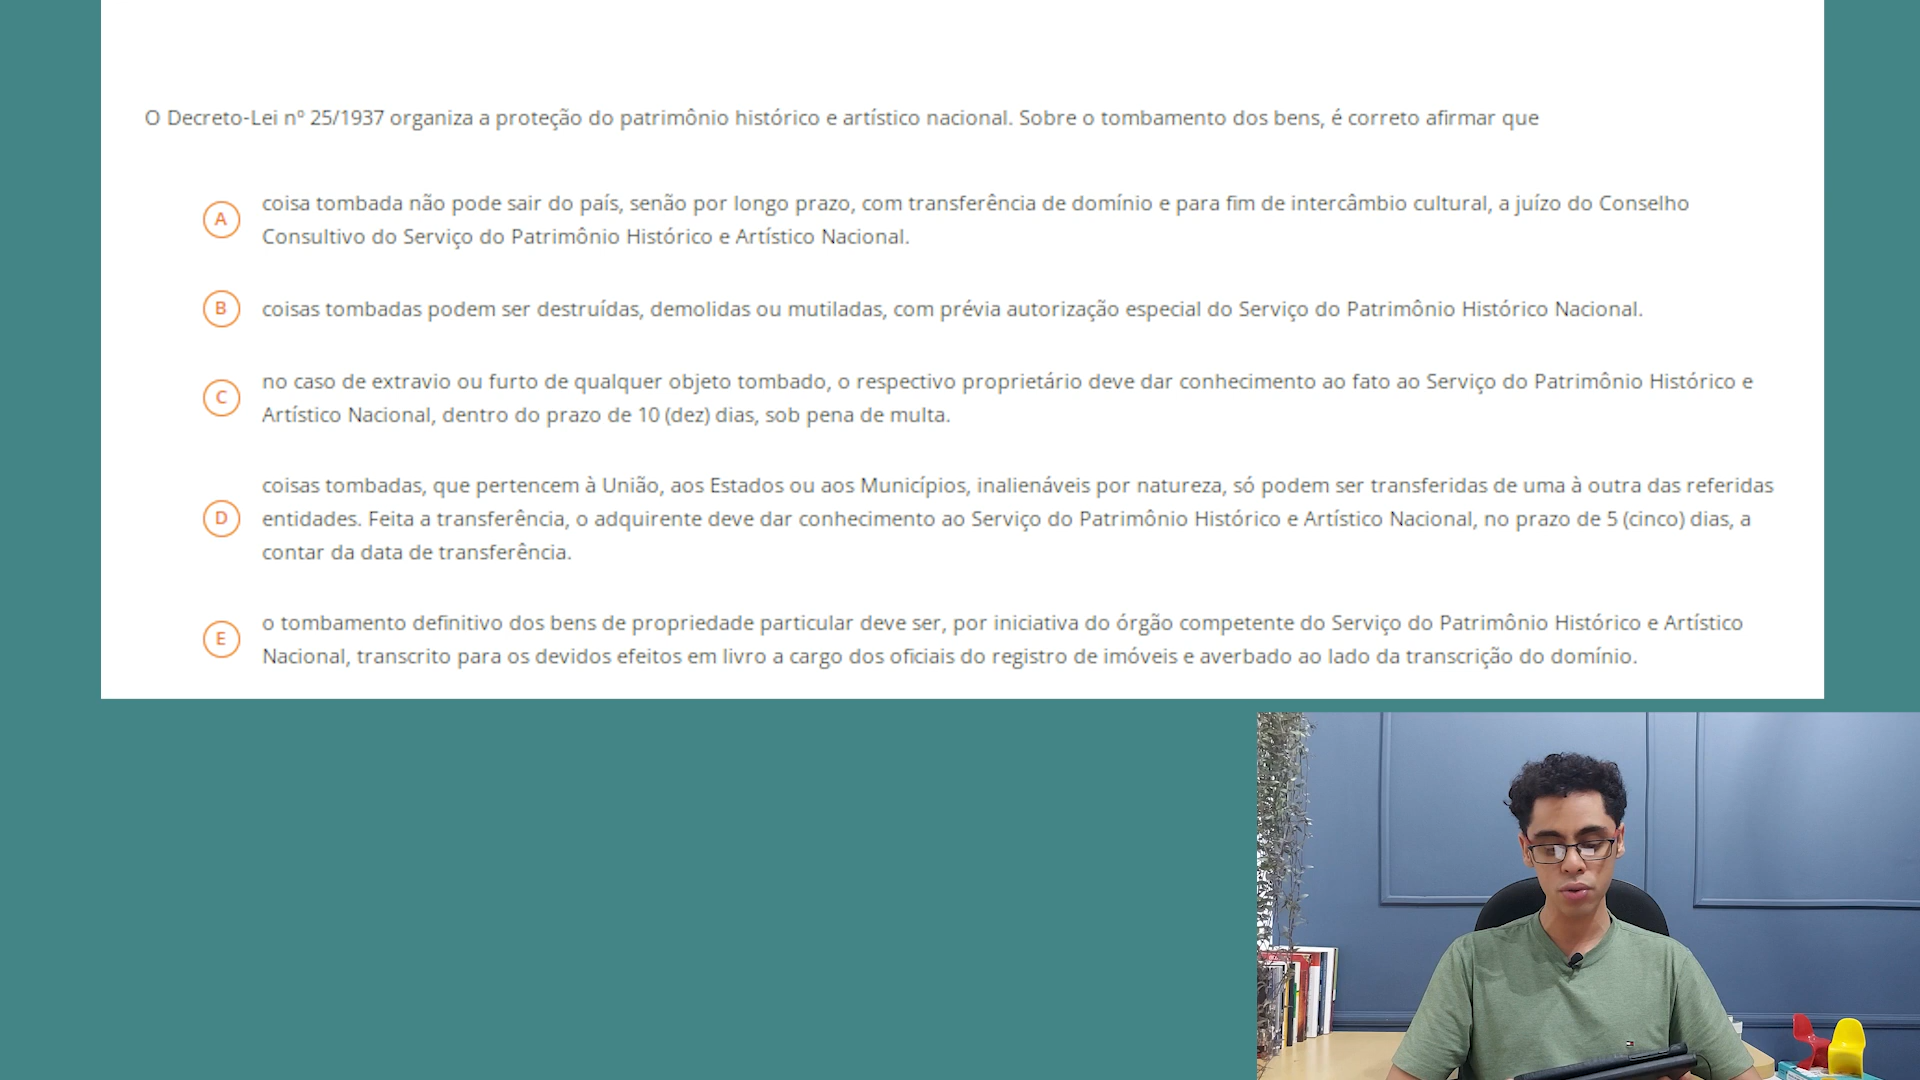 O Decreto-Lei nº 25/1937 organiza a proteção do patrimônio histórico e artístico nacional. Sobre o tombamento dos bens, é correto afirmar que
A
coisa tombada não pode sair do país, senão por longo prazo, com transferência de domínio e para fim de intercâmbio cultural, a juízo do Conselho
Consultivo do Serviço do Patrimônio Histórico e Artístico Nacional.
B
coisas tombadas podem ser destruídas, demolidas ou mutiladas, com prévia autorização especial do Serviço do Patrimônio Histórico Nacional.
C
no caso de extravio ou furto de qualquer objeto tombado, o respectivo proprietário deve dar conhecimento ao fato ao Serviço do Patrimônio Histórico e
Artístico Nacional, dentro do prazo de 10 (dez) dias, sob pena de multa.
D
coisas tombadas, que pertencem à União, aos Estados ou aos Municípios, inalienáveis por natureza, só podem ser transferidas de uma à outra das referidas
entidades. Feita a transferência, o adquirente deve dar conhecimento ao Serviço do Patrimônio Histórico e Artístico Nacional, no prazo de 5 (cinco) dias, a
contar da data de transferência.
E
o tombamento definitivo dos bens de propriedade particular deve ser, por iniciativa do órgão competente do Serviço do Patrimônio Histórico e Artístico
Nacional, transcrito para os devidos efeitos em livro a cargo dos oficiais do registro de imóveis e averbado ao lado da transcrição do domínio.